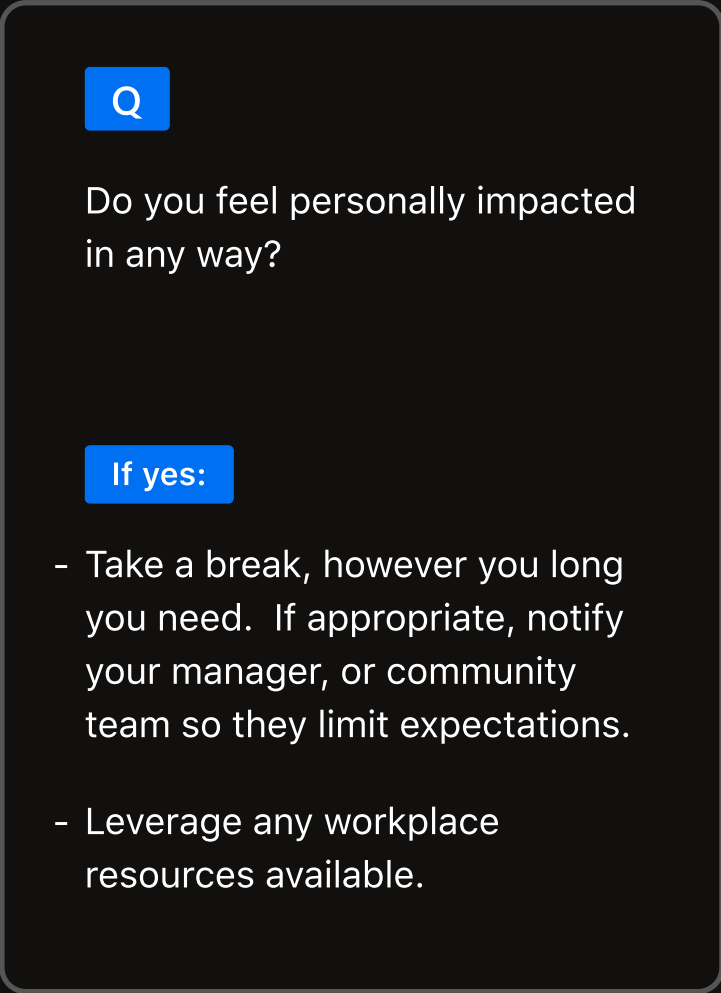 Q
Do you feel personally impacted
in any way?
If yes:
- Take a break, however you long
you need.  If appropriate, notify
your manager, or community
team so they limit expectations.
- Leverage any workplace
resources available.